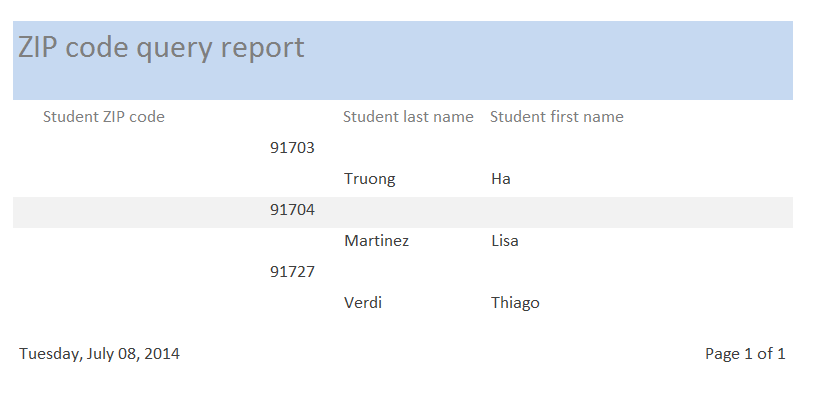 ZIP code query report
Student ZIP code Student last name Student first name
91703
Truong Ha
91704
Martinez Lisa
91727
Verdi Thiago
Tuesday, July 08, 2014 Page 1 of 1